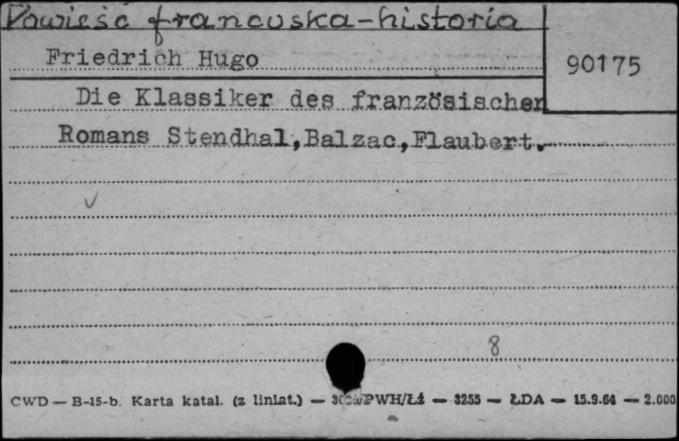 Powieść francuska-historia
Friedrich Hugo
90175
Die Klassiker des französischen
Romans Stendhal,Balzac,Flaubert.
8
CWD — B-15-b. Karta katal. (z liniat.) — /PWH/Łż — 3255 — ŁDA — 15.9.64 — 2.000